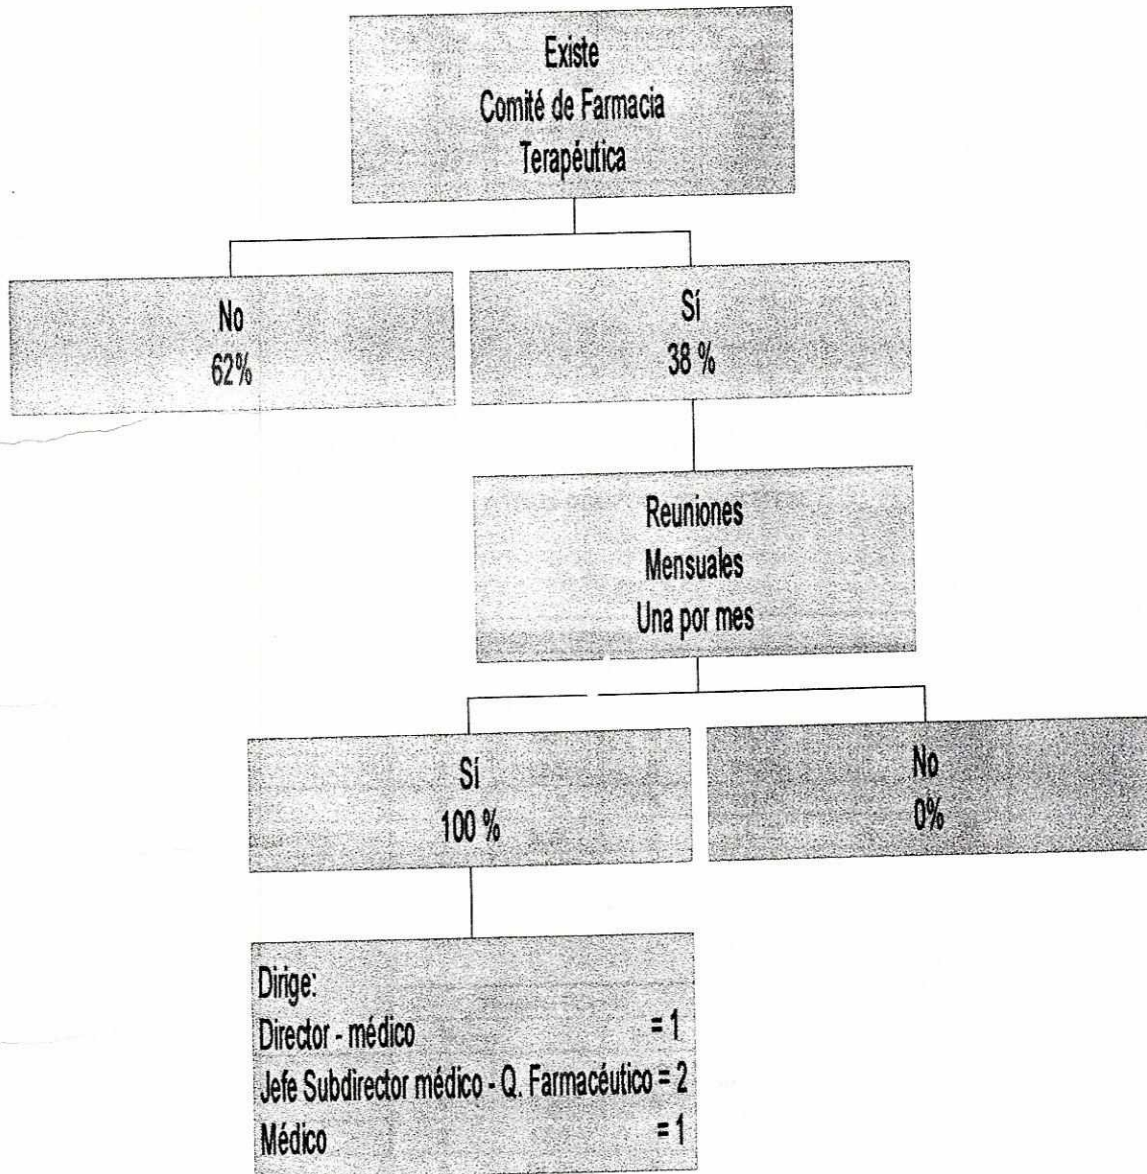 Existe
Comité de Farmacia
Terapéutica
No
62%
Sí
38 %
Reuniones
Mensuales
Una por mes
Sí
100 %
No
0%
Dirige:
Director - médico = 1
Jefe Subdirector médico - Q. Farmacéutico = 2
Médico = 1